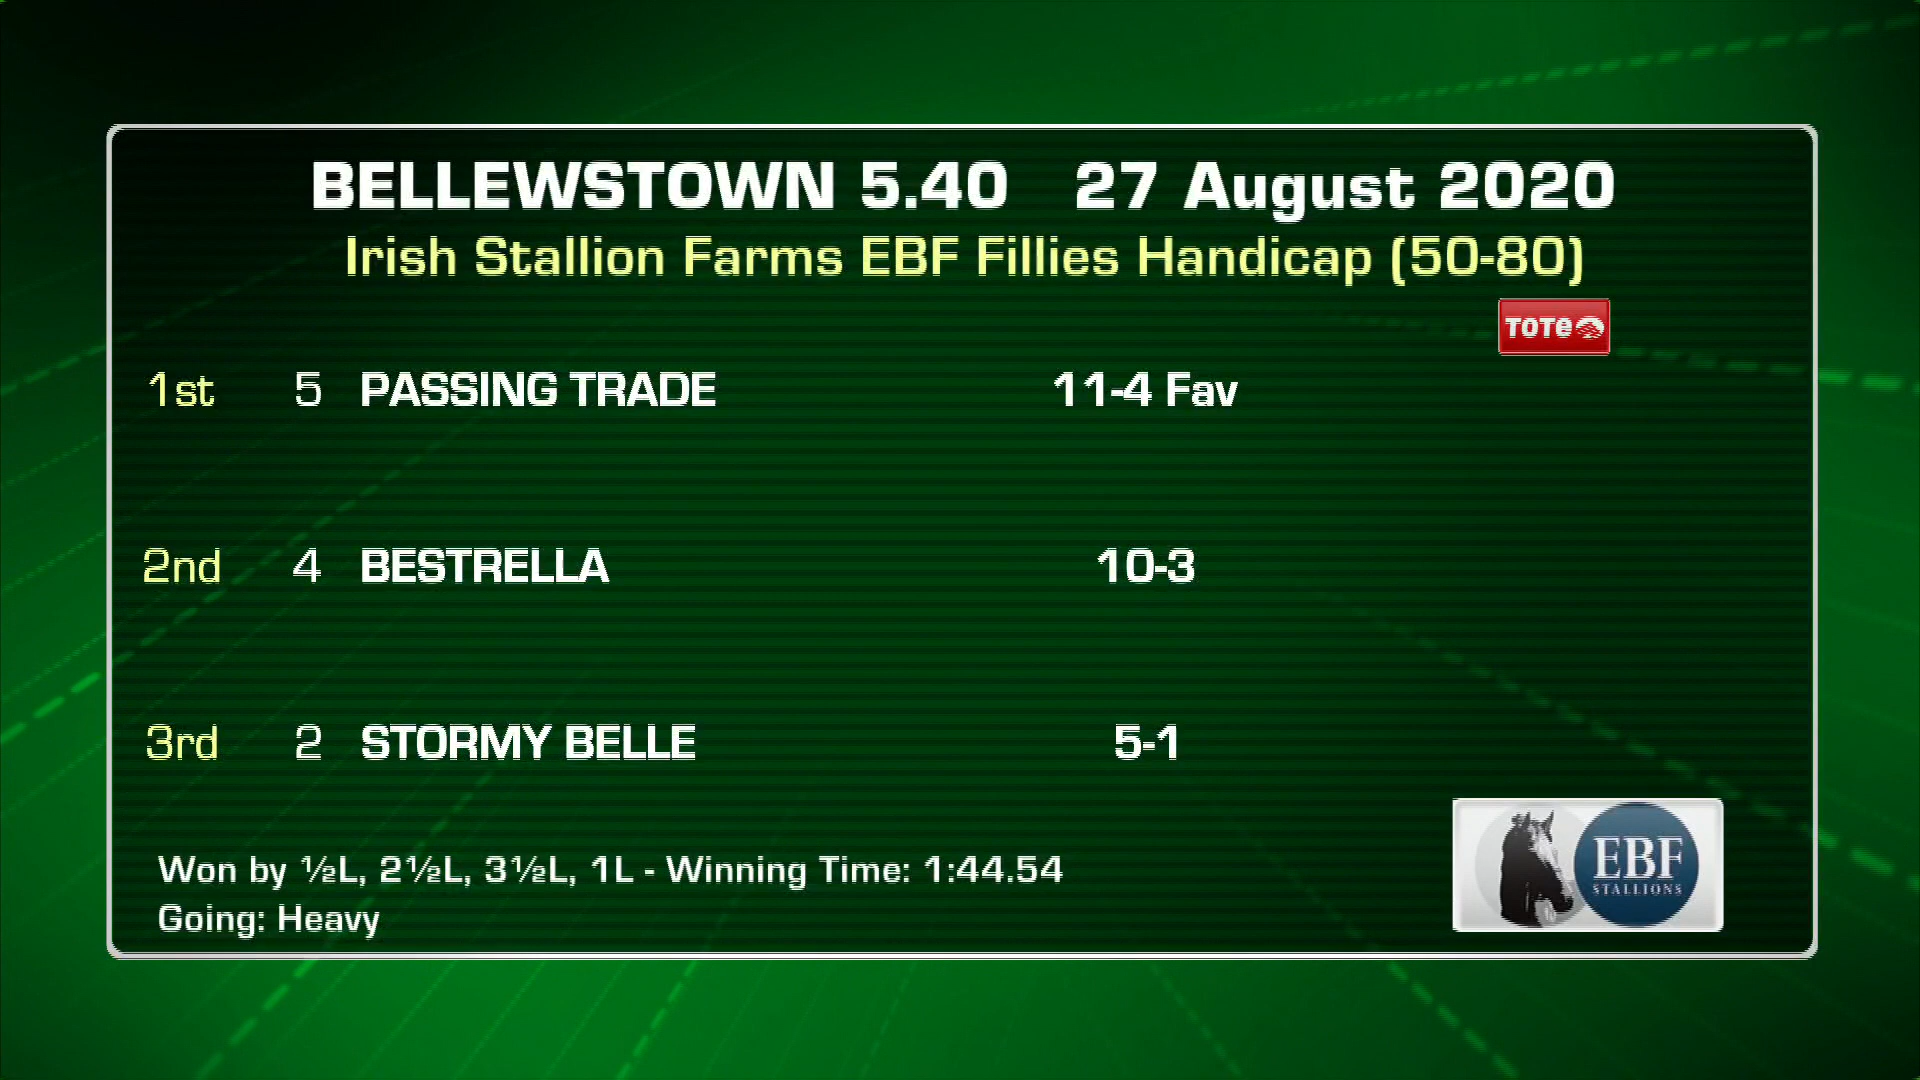 BELLEWSTOWN 5.40 27 August 2020
Irish Stallion Farms EBF Fillies Handicap (50-80)
TOTE
1st 5 PASSING TRADE 11-4 Fav
2nd 4 BESTRELLA 10-3
3rd 2 STORMY BELLE 5-1
Won by ½L, 2½L, 3½L, 1L - Winning Time: 1:44.54
Going: Heavy
EBF
STALLIONS